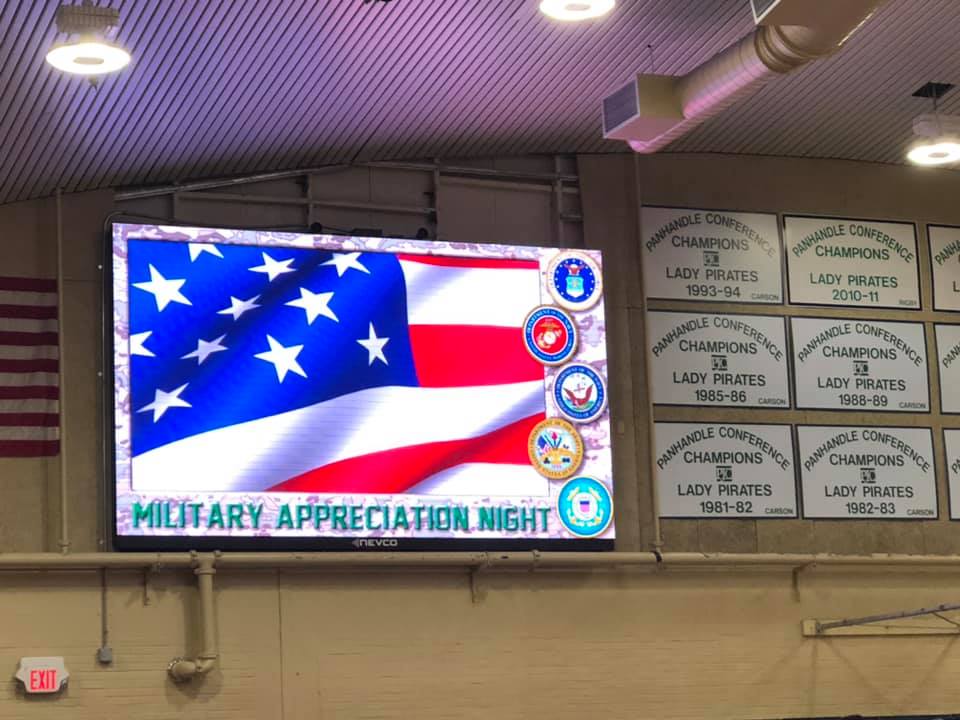 MILITARY APPRECIATION NIGHT
NEVCO
EXIT
PANHANDLE CONFERENCE
CHAMPIONS
LADY PIRATES
1993-94
CARSON
PANHANDLE CONFERENCE
CHAMPIONS
LADY PIRATES
2010-11
RIGBY
PANHANDLE CONFERENCE
CHAMPIONS
LADY PIRATES
1985-86
CARSON
PANHANDLE CONFERENCE
CHAMPIONS
LADY PIRATES
1988-89
CARSON
PANHANDLE CONFERENCE
CHAMPIONS
LADY PIRATES
1981-82
CARSON
PANHANDLE CONFERENCE
CHAMPIONS
LADY PIRATES
1982-83
CARSON